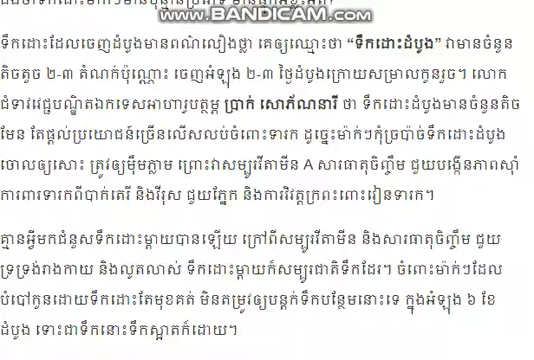 WWW.BANDICAM.COM
ទឹកដោះដែលចេញដំបូងមានពណ៌លឿងថ្លា គេឲ្យឈ្មោះថា “ទឹកដោះដំបូង” វាមានចំនួន
តិចតូច ២-៣ តំណក់ប៉ុណ្ណោះ ចេញអំឡុង ២-៣ ថ្ងៃដំបូងក្រោយសម្រាលកូនរួច។ លោក
ជំទាវវេជ្ជបណ្ឌិតឯកទេសអាហារូបត្ថម្ភ ប្រាក់ សោភ័ណនារី ថា ទឹកដោះដំបូងមានចំនួនតិច
មែន តែផ្តល់ប្រយោជន៍ច្រើនលើសលប់ចំពោះទារក ដូច្នេះម៉ាក់ៗកុំច្របាច់ទឹកដោះដំបូង
ចោលឲ្យសោះ ត្រូវឲ្យម៉ឹមភ្លាម ព្រោះវាសម្បូរវីតាមីន A សារធាតុចិញ្ចឹម ជួយបង្កើនភាពស៊ាំ
ការពារទារកពីបាក់តេរី និងវីរុស ជួយភ្នែក និងការវិវត្តក្រពះពោះវៀនទារក។
គ្មានអ្វីមកជំនួសទឹកដោះម្តាយបានឡើយ ក្រៅពីសម្បូរវីតាមីន និងសារធាតុចិញ្ចឹម ជួយ
ទ្រទ្រង់រាងកាយ និងលូតលាស់ ទឹកដោះម្តាយក៏សម្បូរជាតិទឹកដែរ។ ចំពោះម៉ាក់ៗដែល
បំបៅកូនដោយទឹកដោះតែមុខគត់ មិនតម្រូវឲ្យបន្តក់ទឹកបន្ថែមនោះទេ ក្នុងអំឡុង ៦ ខែ
ដំបូង ទោះជាទឹកនោះទឹកស្អាតក៏ដោយ។